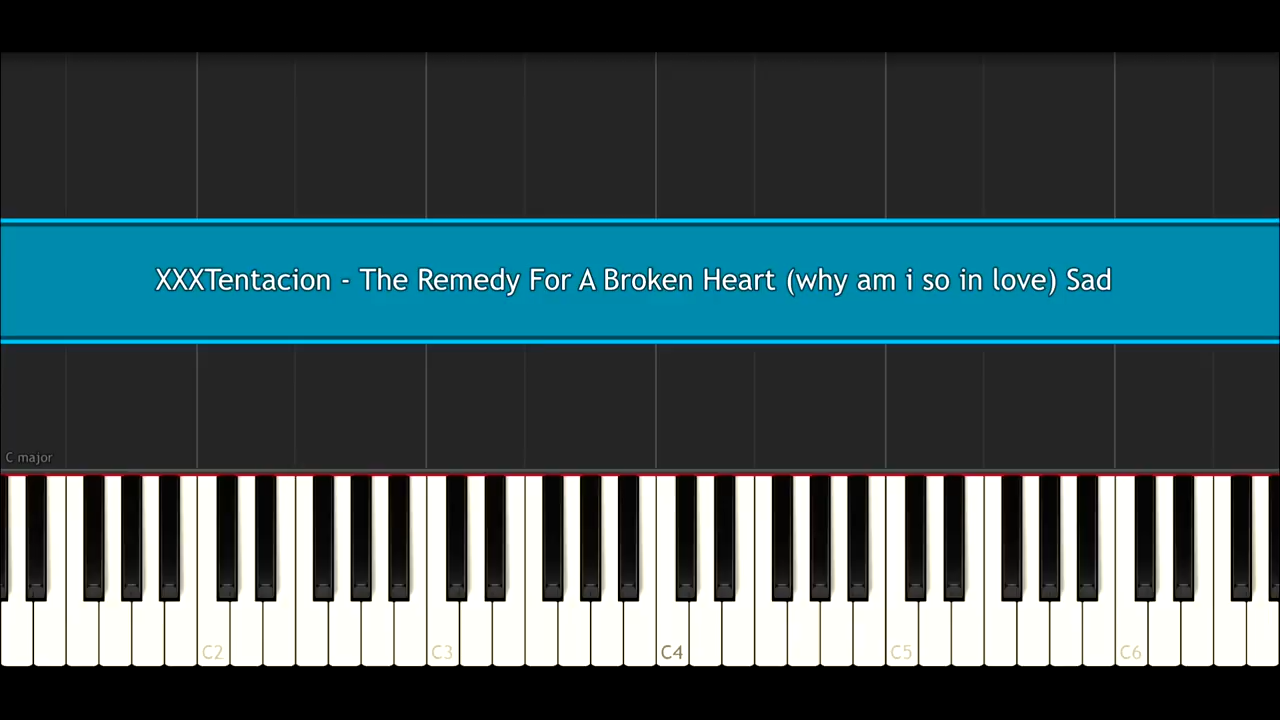 XXXTentacion - The Remedy For A Broken Heart (why am i so in love) Sad
C major
C2
C3
C4
C5
C6